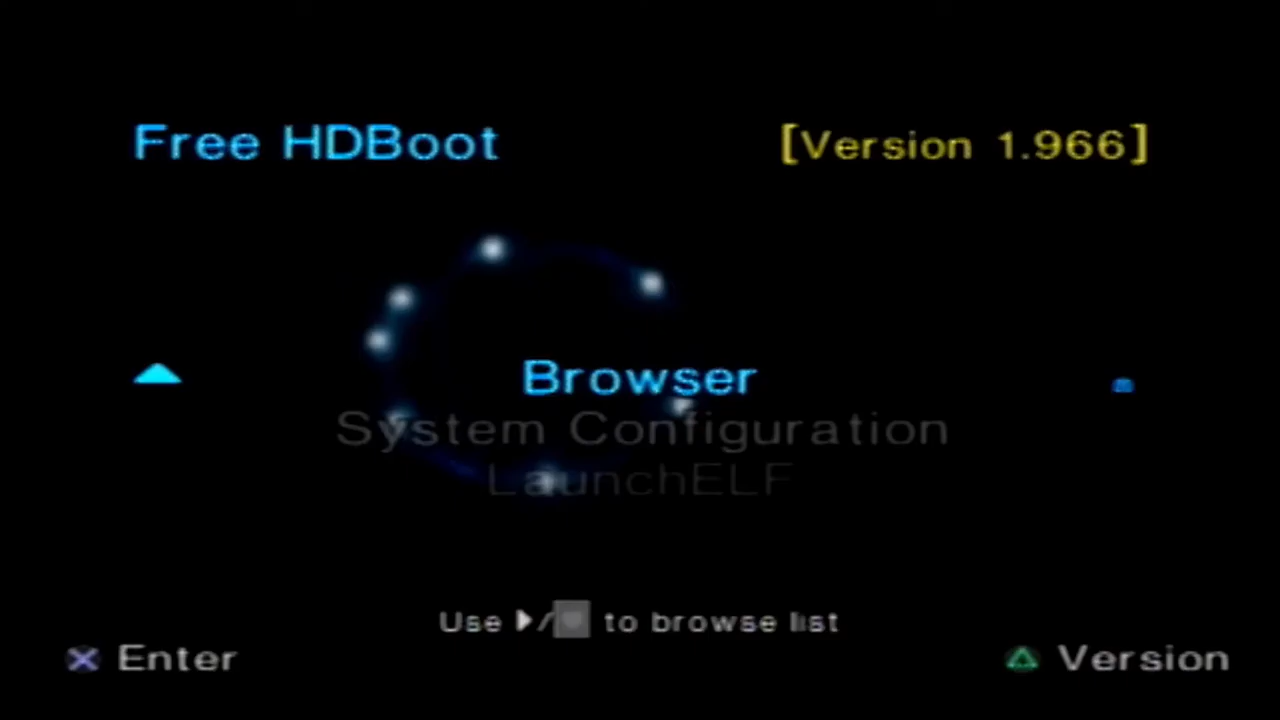 Free HDBoot [Version 1.966]
Browser
System Configuration
LaunchELF
Use ▶/ to browse list
Enter Version